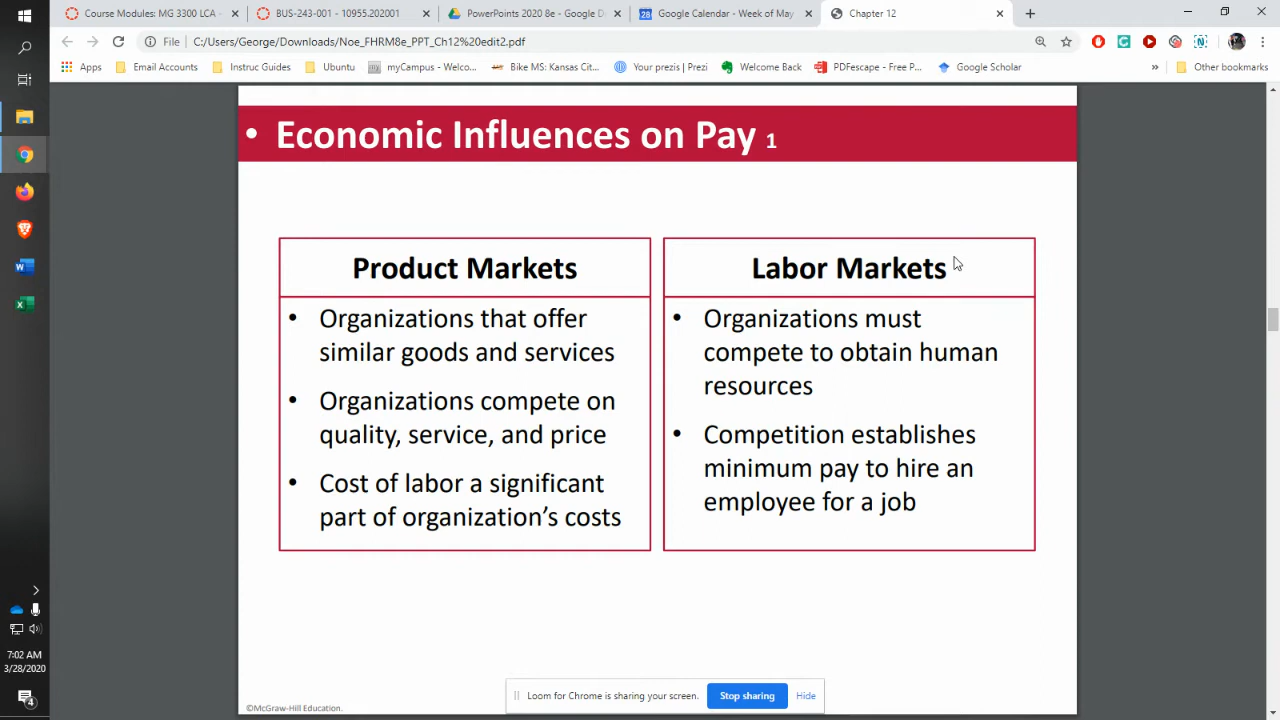 Course Modules: MG 3300 LCA -
BUS-243-001 - 10955.202001
PowerPoints 2020 8e - Google D
Google Calendar - Week of May
Chapter 12
File
C:/Users/George/Downloads/Noe_FHRM8e_PPT_Ch12%20edit2.pdf
Apps
Email Accounts
Instruc Guides
Ubuntu
myCampus - Welco...
Bike MS: Kansas Cit...
Your prezis | Prezi
Welcome Back
PDFescape - Free P...
Google Scholar
»
Other bookmarks
• Economic Influences on Pay 1
Product Markets
• Organizations that offer
similar goods and services
• Organizations compete on
quality, service, and price
• Cost of labor a significant
part of organization's costs
Labor Markets
• Organizations must
compete to obtain human
resources
• Competition establishes
minimum pay to hire an
employee for a job
Loom for Chrome is sharing your screen.
Stop sharing
Hide
©McGraw-Hill Education.
7:02 AM
3/28/2020
4